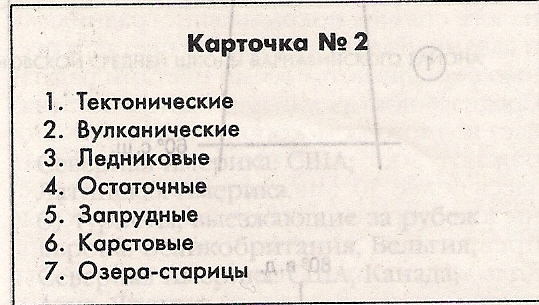 Карточка № 2
1. Тектонические
2. Вулканические
3. Ледниковые
4. Остаточные
5. Запрудные
6. Карстовые
7. Озера-старицы